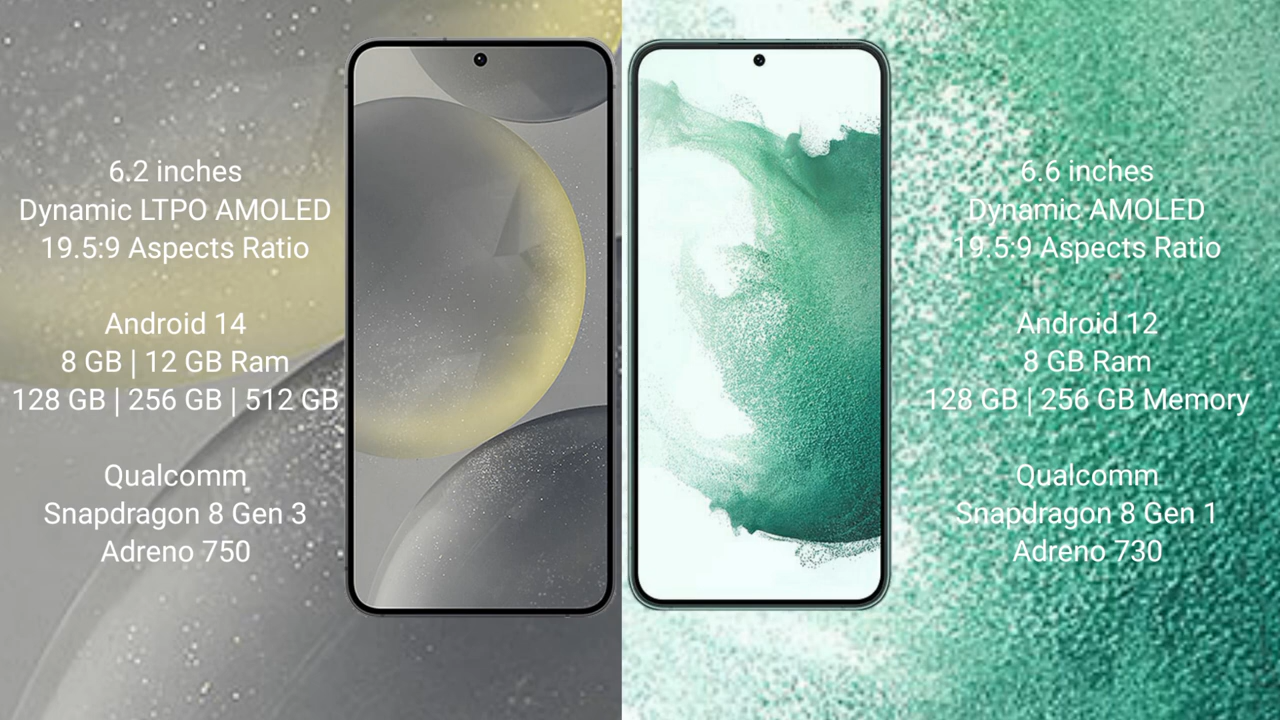 6.2 inches
Dynamic LTPO AMOLED
19.5:9 Aspects Ratio
Android 14
8 GB | 12 GB Ram
128 GB | 256 GB | 512 GB
Qualcomm
Snapdragon 8 Gen 3
Adreno 750
6.6 inches
Dynamic AMOLED
19.5:9 Aspects Ratio
Android 12
8 GB Ram
128 GB | 256 GB Memory
Qualcomm
Snapdragon 8 Gen 1
Adreno 730